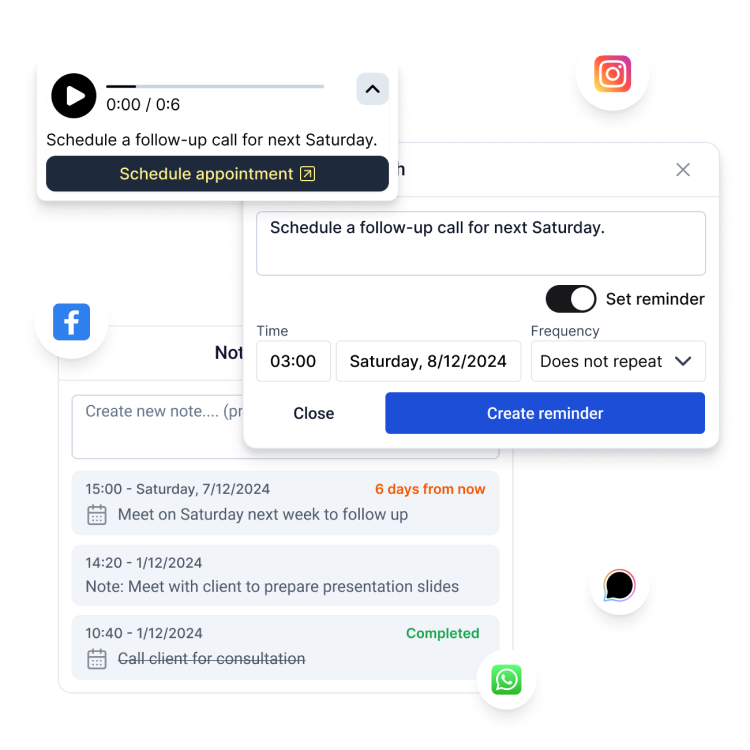 0:00 / 0:6
Schedule a follow-up call for next Saturday.
Schedule appointment
Schedule a follow-up call for next Saturday.
Set reminder
Time
Frequency
03:00
Saturday, 8/12/2024
Does not repeat
Close
Create reminder
Create new note....
15:00 - Saturday, 7/12/2024
6 days from now
Meet on Saturday next week to follow up
14:20 - 1/12/2024
Note: Meet with client to prepare presentation slides
10:40 - 1/12/2024
Completed
Call client for consultation